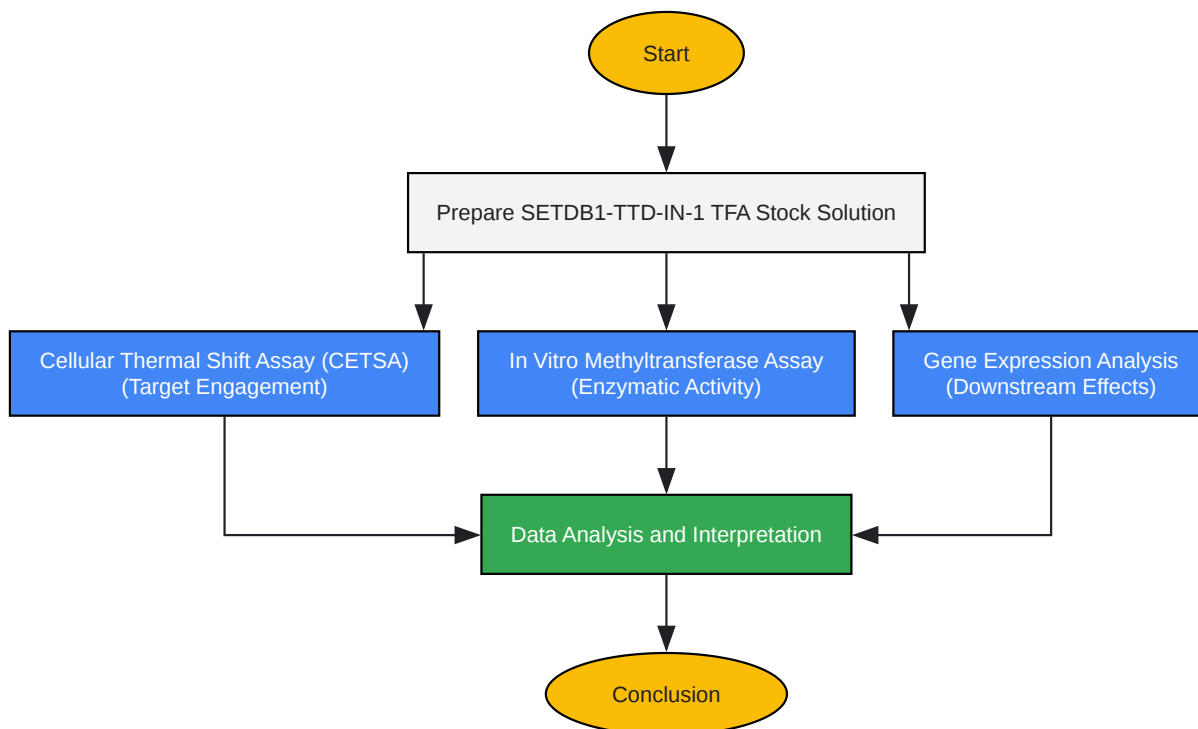 Start
Prepare SETDB1-TTD-IN-1 TFA Stock Solution
Cellular Thermal Shift Assay (CETSA)
(Target Engagement)
In Vitro Methyltransferase Assay
(Enzymatic Activity)
Gene Expression Analysis
(Downstream Effects)
Data Analysis and Interpretation
Conclusion